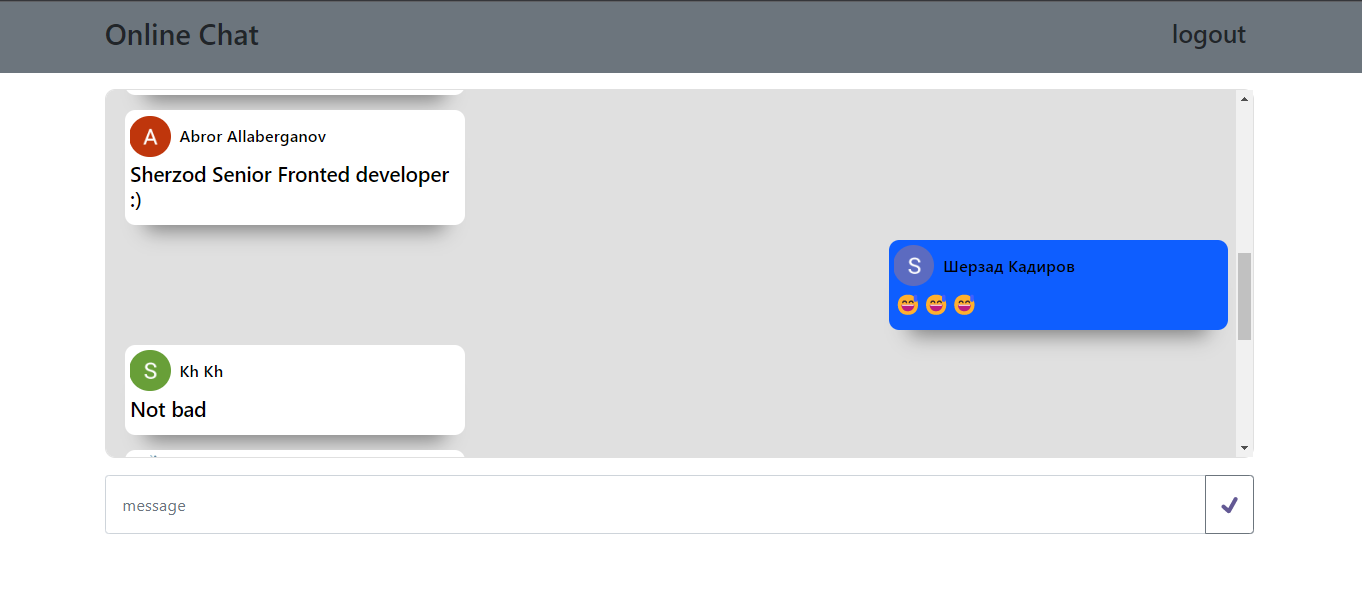 Online Chat
logout
A
Abror Allaberganov
Sherzod Senior Fronted developer
:)
S
Шерзад Кадиров
😅 😅 😅
S
Kh Kh
Not bad
message